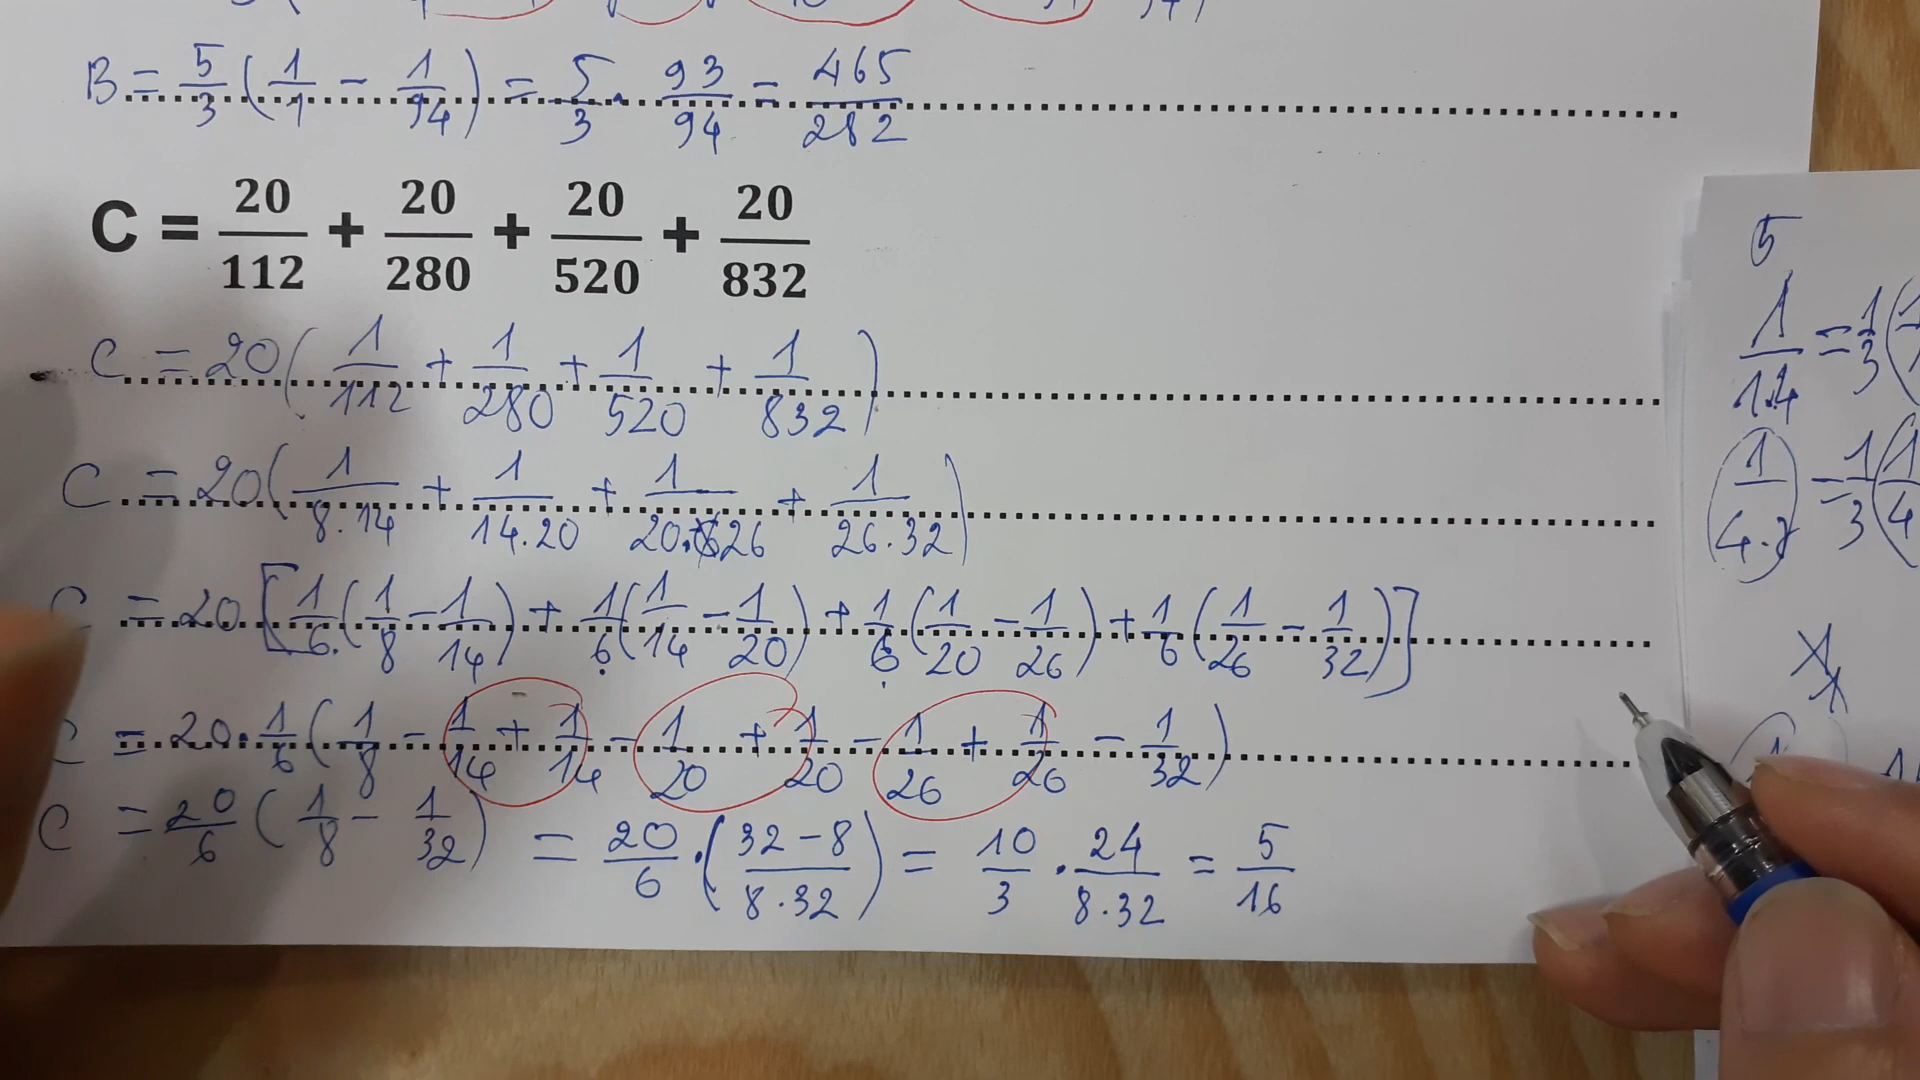 B = 5/3 (1/1 - 1/94) = 5/3 . 93/94 = 465/282
C = 20/112 + 20/280 + 20/520 + 20/832
C = 20(1/112 + 1/280 + 1/520 + 1/832)
C = 20(1/8.14 + 1/14.20 + 1/20.26 + 1/26.32)
C = 20[1/6(1/8 - 1/14) + 1/6(1/14 - 1/20) + 1/6(1/20 - 1/26) + 1/6(1/26 - 1/32)]
C = 20.1/6(1/8 - 1/14 + 1/14 - 1/20 + 1/20 - 1/26 + 1/26 - 1/32)
C = 20/6(1/8 - 1/32) = 20/6.(32-8/8.32) = 10/3 . 24/8.32 = 5/16
5
1/1.4 = 1/3(1
1/4. = 1/3(1/4